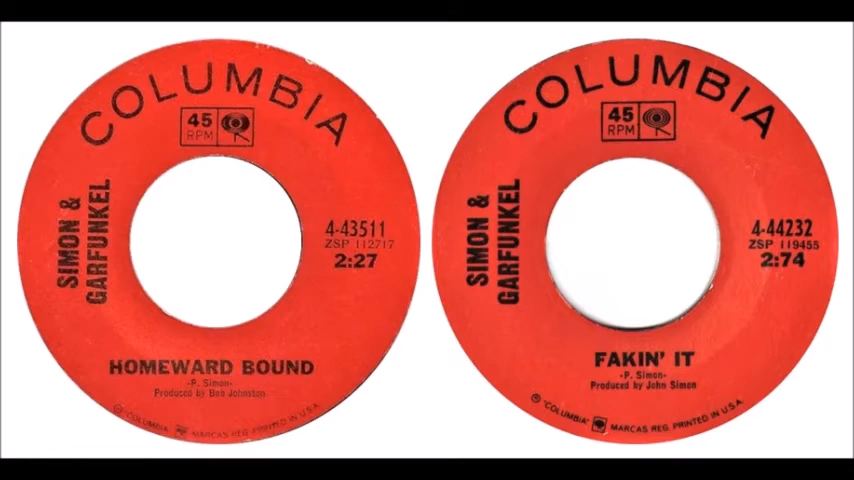 COLUMBIA
45
RPM
SIMON &
GARFUNKEL
4-43511
ZSP 112717
2:27
HOMEWARD BOUND
-P. Simon-
Produced by Bob Johnston
℗ "COLUMBIA" MARCAS REG. PRINTED IN U.S.A.
COLUMBIA
45
RPM
SIMON &
GARFUNKEL
4-44232
ZSP 119455
2:74
FAKIN' IT
-P. Simon-
Produced by John Simon
℗ "COLUMBIA" MARCAS REG. PRINTED IN U.S.A.